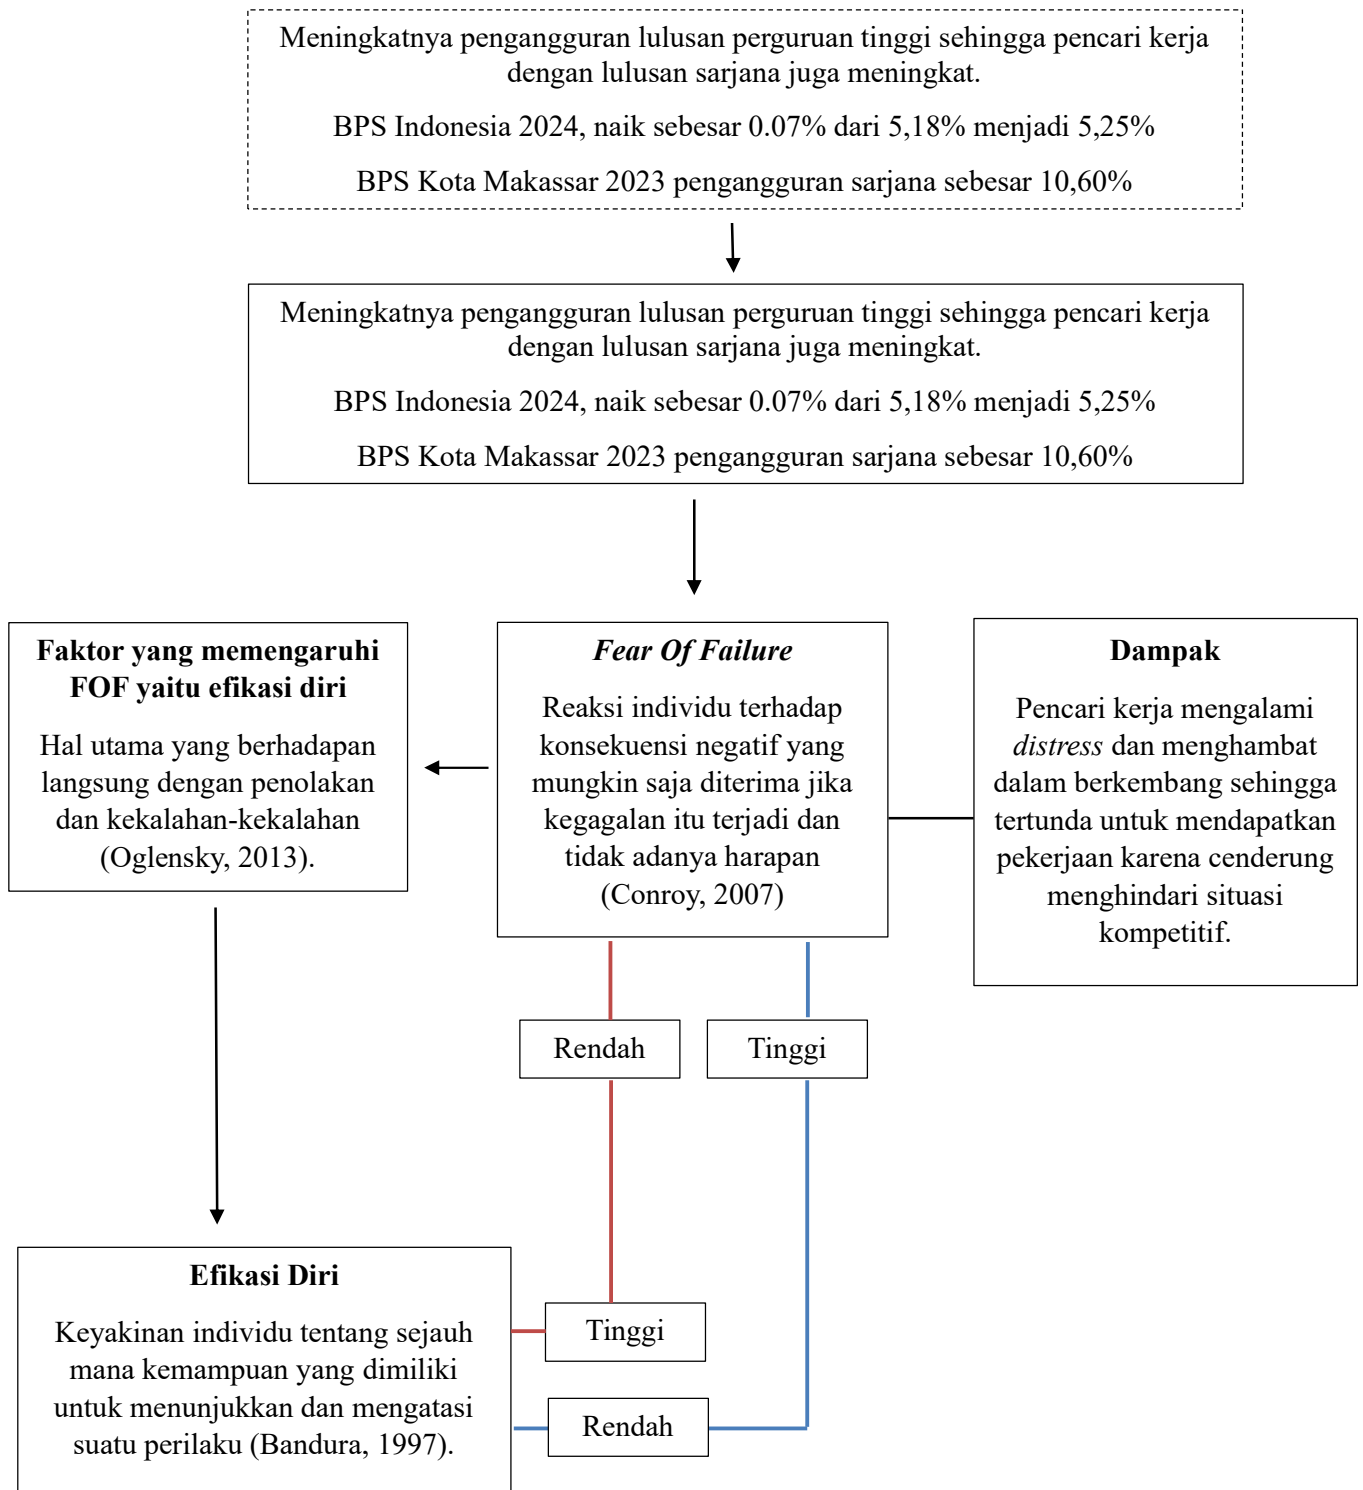 Meningkatnya pengangguran lulusan perguruan tinggi sehingga pencari kerja
dengan lulusan sarjana juga meningkat.
BPS Indonesia 2024, naik sebesar 0.07% dari 5,18% menjadi 5,25%
BPS Kota Makassar 2023 pengangguran sarjana sebesar 10,60%
Meningkatnya pengangguran lulusan perguruan tinggi sehingga pencari kerja
dengan lulusan sarjana juga meningkat.
BPS Indonesia 2024, naik sebesar 0.07% dari 5,18% menjadi 5,25%
BPS Kota Makassar 2023 pengangguran sarjana sebesar 10,60%
Faktor yang memengaruhi
FOF yaitu efikasi diri
Hal utama yang berhadapan
langsung dengan penolakan
dan kekalahan-kekalahan
(Oglensky, 2013).
Fear Of Failure
Reaksi individu terhadap
konsekuensi negatif yang
mungkin saja diterima jika
kegagalan itu terjadi dan
tidak adanya harapan
(Conroy, 2007)
Dampak
Pencari kerja mengalami
distress dan menghambat
dalam berkembang sehingga
tertunda untuk mendapatkan
pekerjaan karena cenderung
menghindari situasi
kompetitif.
Rendah
Tinggi
Efikasi Diri
Keyakinan individu tentang sejauh
mana kemampuan yang dimiliki
untuk menunjukkan dan mengatasi
suatu perilaku (Bandura, 1997).
Tinggi
Rendah